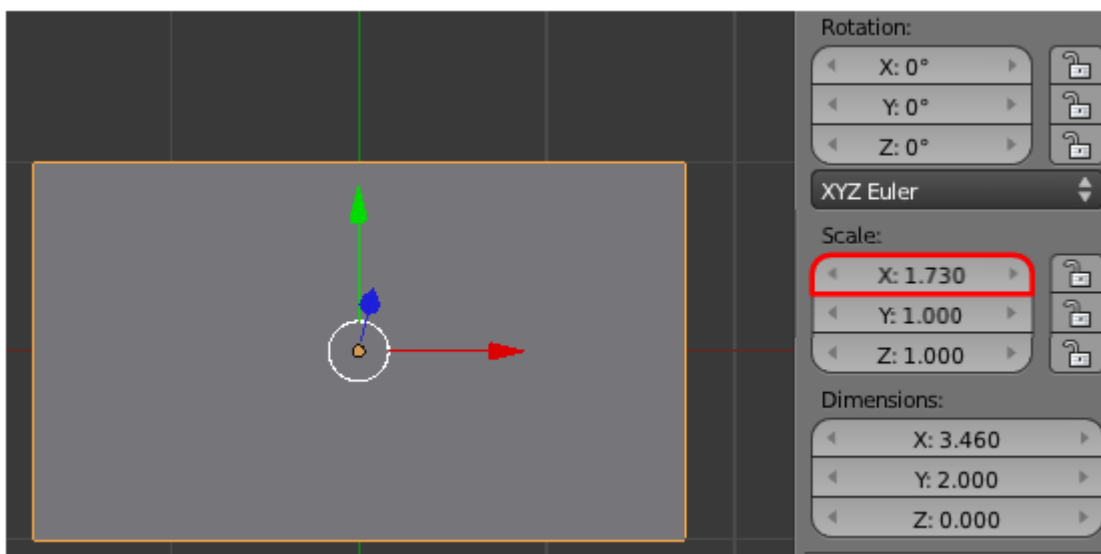 Rotation:
X: 0°
Y: 0°
Z: 0°
XYZ Euler
Scale:
X: 1.730
Y: 1.000
Z: 1.000
Dimensions:
X: 3.460
Y: 2.000
Z: 0.000